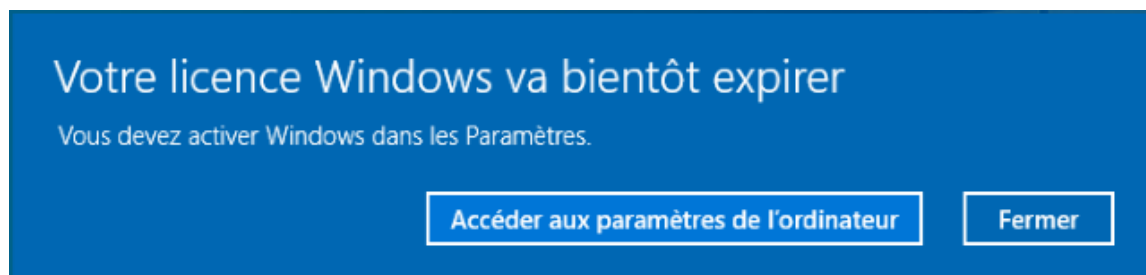 Votre licence Windows va bientôt expirer
Vous devez activer Windows dans les Paramètres.
Accéder aux paramètres de l’ordinateur
Fermer